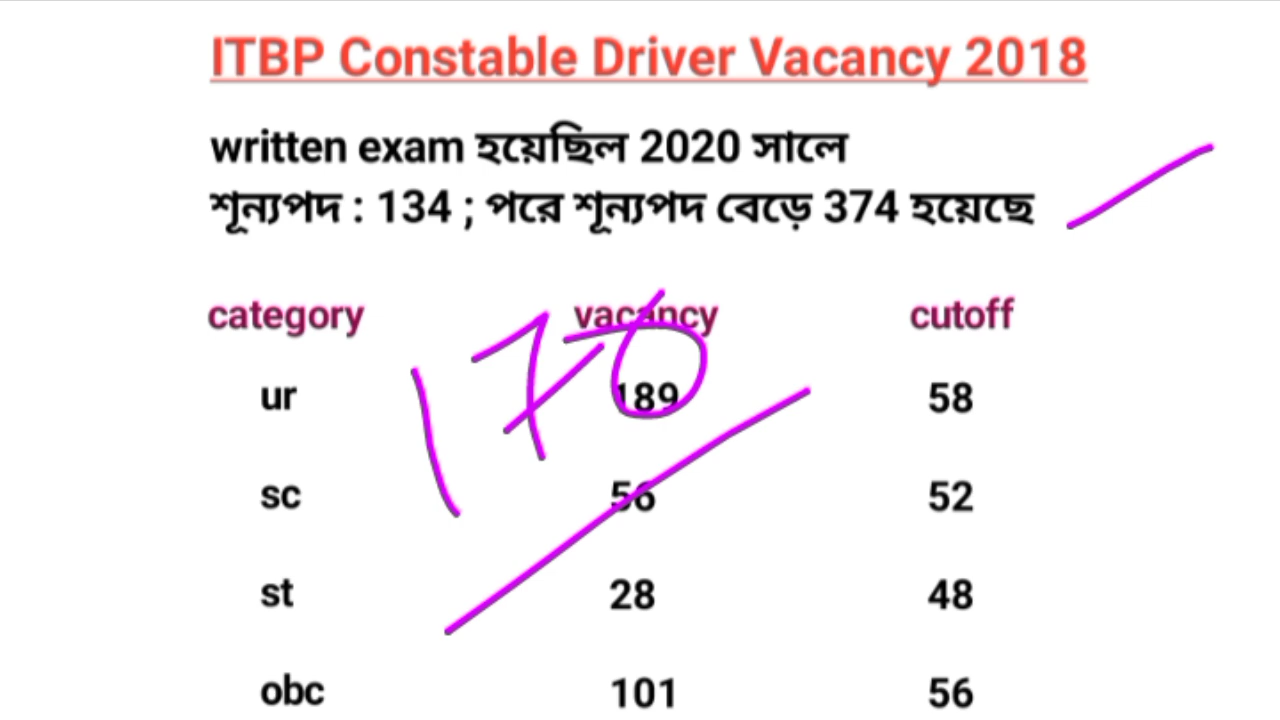 ITBP Constable Driver Vacancy 2018
written exam হয়েছিল 2020 সালে
শূন্যপদ : 134 ; পরে শূন্যপদ বেড়ে 374 হয়েছে
category vacancy cutoff
170
ur 189 58
sc 56 52
st 28 48
obc 101 56